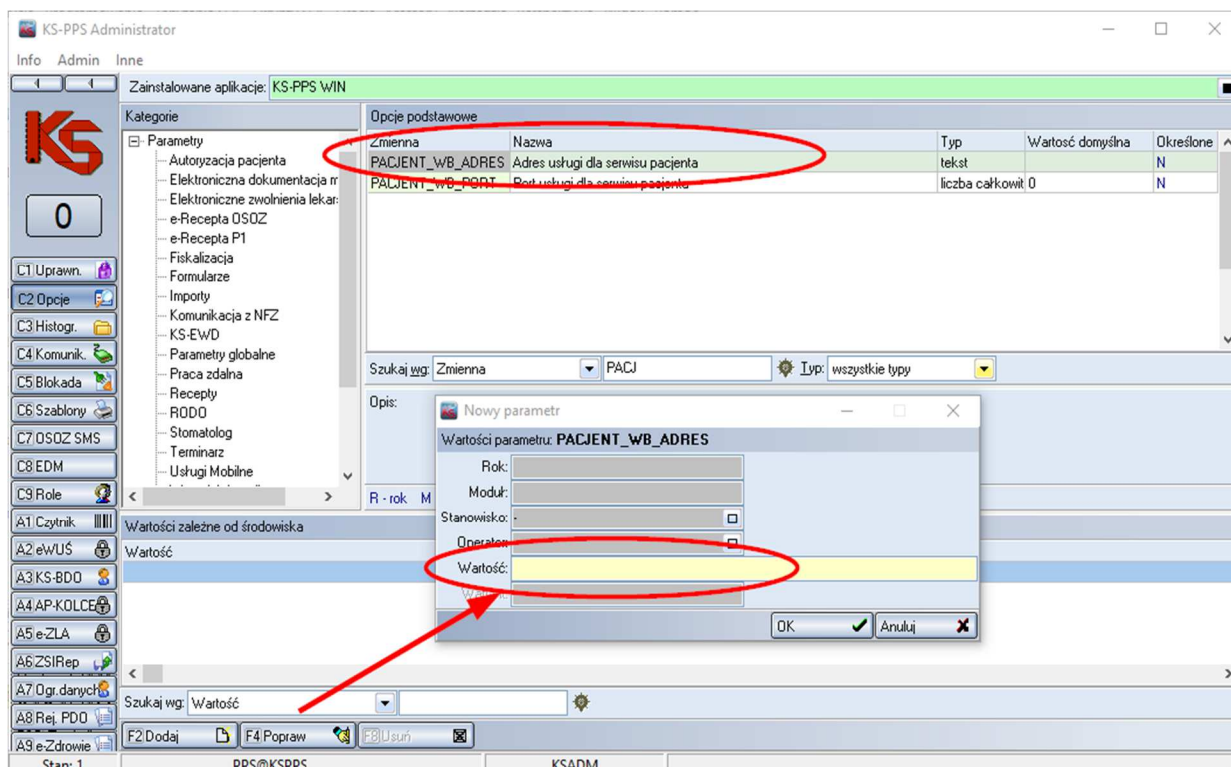 KS-PPS Administrator
Info Admin Inne
Zainstalowane aplikacje: KS-PPS WIN
KS
0
C1 Uprawn.
C2 Opcje
C3 Histogr.
C4 Komunik.
C5 Blokada
C6 Szablony
C7 OSOZ SMS
C8 EDM
C9 Role
A1 Czytnik
A2 eWUŚ
A3 KS-BDO
A4 AP-KOLCE
A5 e-ZLA
A6 ZSIRep
A7 Ogr.danych
A8 Rej. PDO
A9 e-Zdrowie
Kategorie
Parametry
Autoryzacja pacjenta
Elektroniczna dokumentacja m
Elektroniczne zwolnienia lekar
e-Recepta OSOZ
e-Recepta P1
Fiskalizacja
Formularze
Importy
Komunikacja z NFZ
KS-EWD
Parametry globalne
Praca zdalna
Recepty
RODO
Stomatolog
Terminarz
Usługi Mobilne
Opcje podstawowe
Zmienna Nazwa Typ Wartość domyślna Określone
PACJENT_WB_ADRES Adres usługi dla serwisu pacjenta tekst N
PACJENT_WB_PORT Port usługi dla serwisu pacjenta liczba całkowit 0 N
Szukaj wg: Zmienna PACJ Typ: wszystkie typy
Opis:
R - rok M
Nowy parametr
Wartości parametru: PACJENT_WB_ADRES
Rok:
Moduł:
Stanowisko: -
Operator:
Wartość:
OK Anuluj
Wartości zależne od środowiska
Wartość
Szukaj wg: Wartość
F2 Dodaj F4 Popraw F8 Usuń
Stan: 1 PPS@KSPPS KSADM